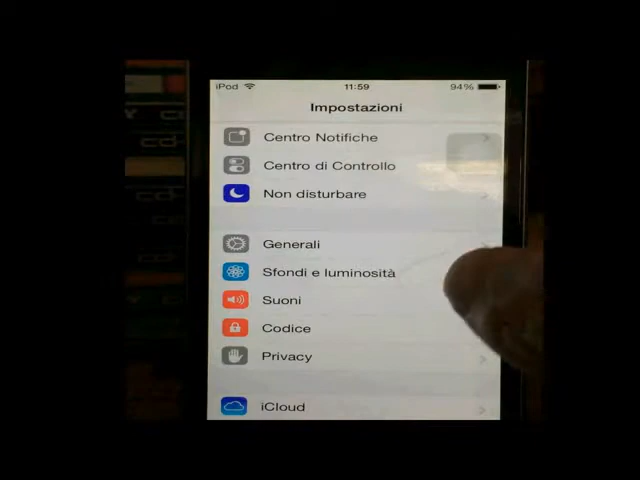 iPod 11:59 94%
Impostazioni
Centro Notifiche
Centro di Controllo
Non disturbare
Generali
Sfondi e luminosità
Suoni
Codice
Privacy
iCloud